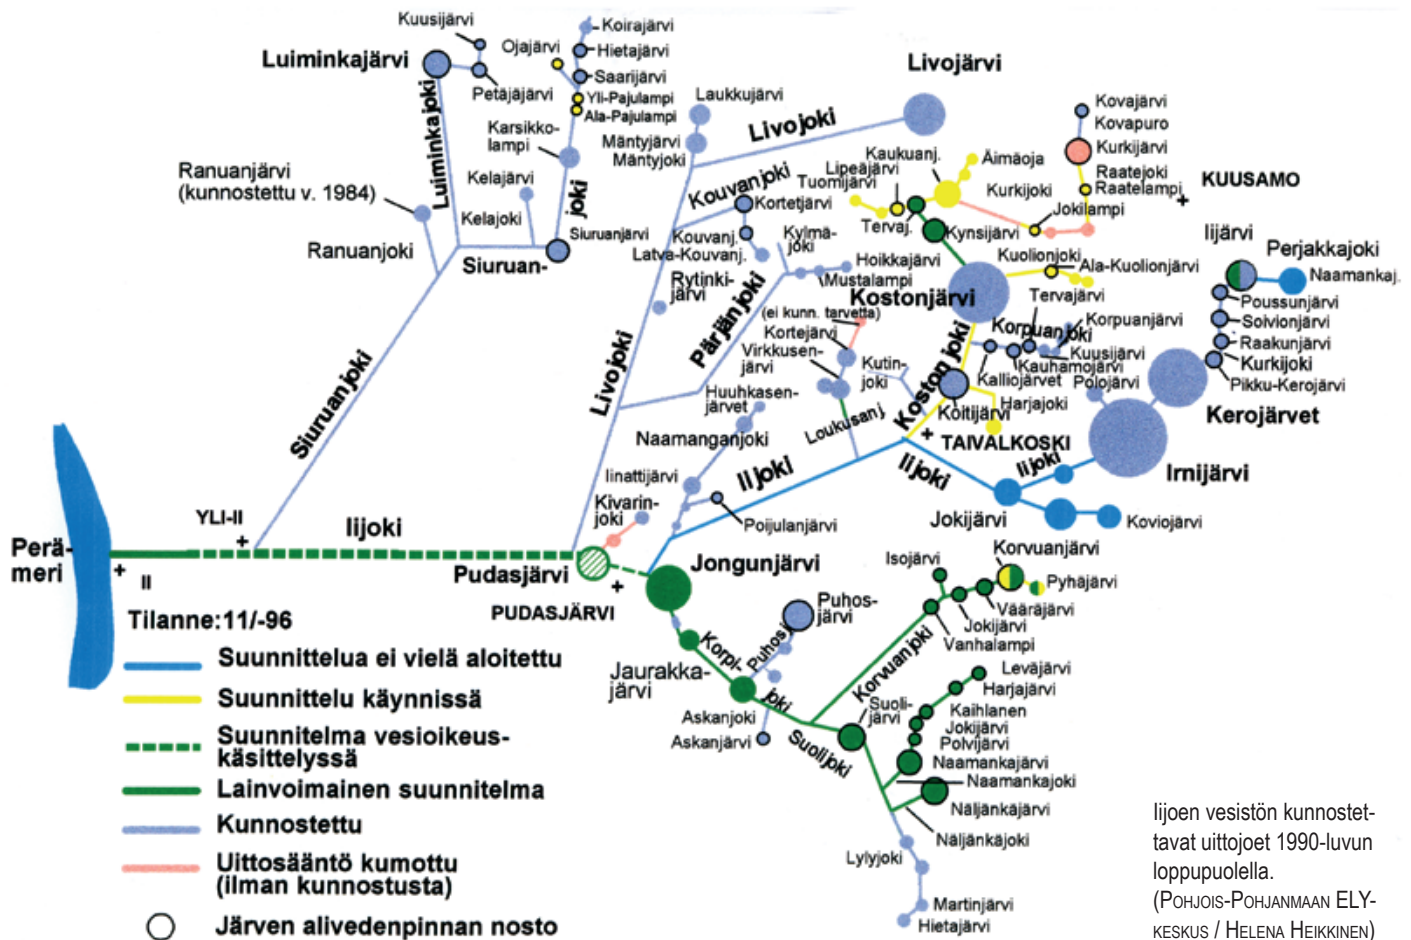 Kuusijärvi
Koirajärvi
Ojajärvi
Hietajärvi
Luiminkajärvi
Livojärvi
Saarijärvi
Petäjäjärvi
Yli-Pajulampi
Laukkujärvi
Ala-Pajulampi
Kovajärvi
Kovapuro
Luiminkajoki
Karsikko-
lampi
Livojoki
Mäntyjärvi
Mäntyjoki
Kurkijärvi
Kaukuanj.
Äimäoja
Lipeäjärvi
Tuomijärvi
Raatejoki
Raatelampi
KUUSAMO
Ranuanjärvi
(kunnostettu v. 1984)
Kelajärvi
joki
Kouvanjoki
Kortetjärvi
Kurkijoki
Jokilampi
Kelajoki
Siuruanjärvi
Kouvanj.
Latva-Kouvanj.
Kylmä-
joki
Tervaj.
Kynsijärvi
Iijärvi
Perjakkajoki
Ranuanjoki
Siuruan-
Hoikkajärvi
Mustalampi
Kuolionjoki
Ala-Kuolionjärvi
Naamankaj.
Rytinki-
järvi
Kostonjärvi
Tervajärvi
Poussunjärvi
Pärjänjoki
(ei kunn. tarvetta)
Kortejärvi
Korpuanjoki
Korpuanjärvi
Soivionjärvi
Virkkusen-
järvi
Kuusijärvi
Raakunjärvi
Kurkijoki
Kutin-
joki
Kostonjoki
Kauhamojärvi
Kalliojärvet
Polojärvi
Pikku-Kerojärvi
Siuruanjoki
Livojoki
Huuhkasen-
järvet
Harjajoki
Koitijärvi
Kerojärvet
Loukusanj.
Naamanganjoki
TAIVALKOSKI
Iijoki
Iijoki
Iijoki
Irnijärvi
Iinattijärvi
Kivarin-
joki
Poijulanjärvi
Jokijärvi
Koviojärvi
YLI-II
Iijoki
Perä-
meri
II
Pudasjärvi
PUDASJÄRVI
Jongunjärvi
Isojärvi
Korvuanjärvi
Pyhäjärvi
Puhos-
järvi
Vääräjärvi
Jokijärvi
Vanhalampi
Korpi-
joki
Puhosj.
Korvuanjoki
Jaurakka-
järvi
Leväjärvi
Harjajärvi
Suoli-
järvi
Kaihlanen
Jokijärvi
Polvijärvi
Askanjoki
Askanjärvi
Suolijoki
Naamankajärvi
Naamankajoki
Näljänkäjärvi
Näljänkäjoki
Lylyjoki
Martinjärvi
Hietajärvi
Tilanne:11/-96
Suunnittelua ei vielä aloitettu
Suunnittelu käynnissä
Suunnitelma vesioikeus-
käsittelyssä
Lainvoimainen suunnitelma
Kunnostettu
Uittosääntö kumottu
(ilman kunnostusta)
Järven alivedenpinnan nosto
Iijoen vesistön kunnostet-
tavat uittojoet 1990-luvun
loppupuolella.
(POHJOIS-POHJANMAAN ELY-
KESKUS / HELENA HEIKKINEN)